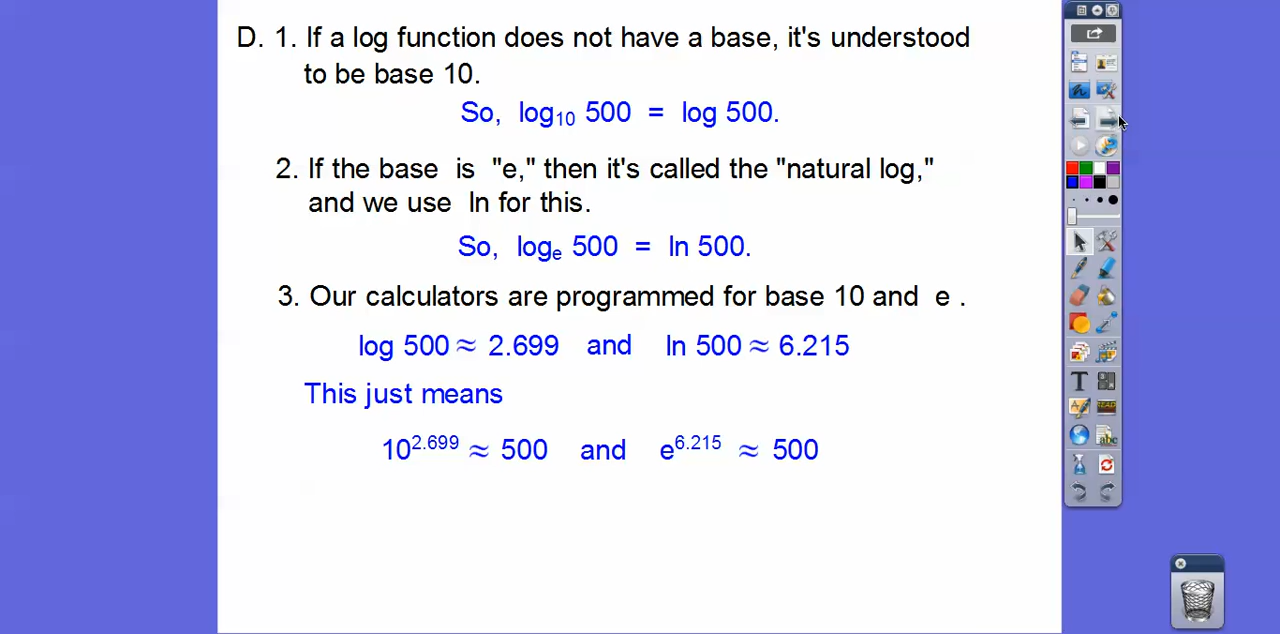 D. 1. If a log function does not have a base, it's understood
to be base 10.
So, log₁₀ 500 = log 500.
2. If the base is "e," then it's called the "natural log,"
and we use ln for this.
So, logₑ 500 = ln 500.
3. Our calculators are programmed for base 10 and e .
log 500 ≈ 2.699 and ln 500 ≈ 6.215
This just means
10^2.699 ≈ 500 and e^6.215 ≈ 500